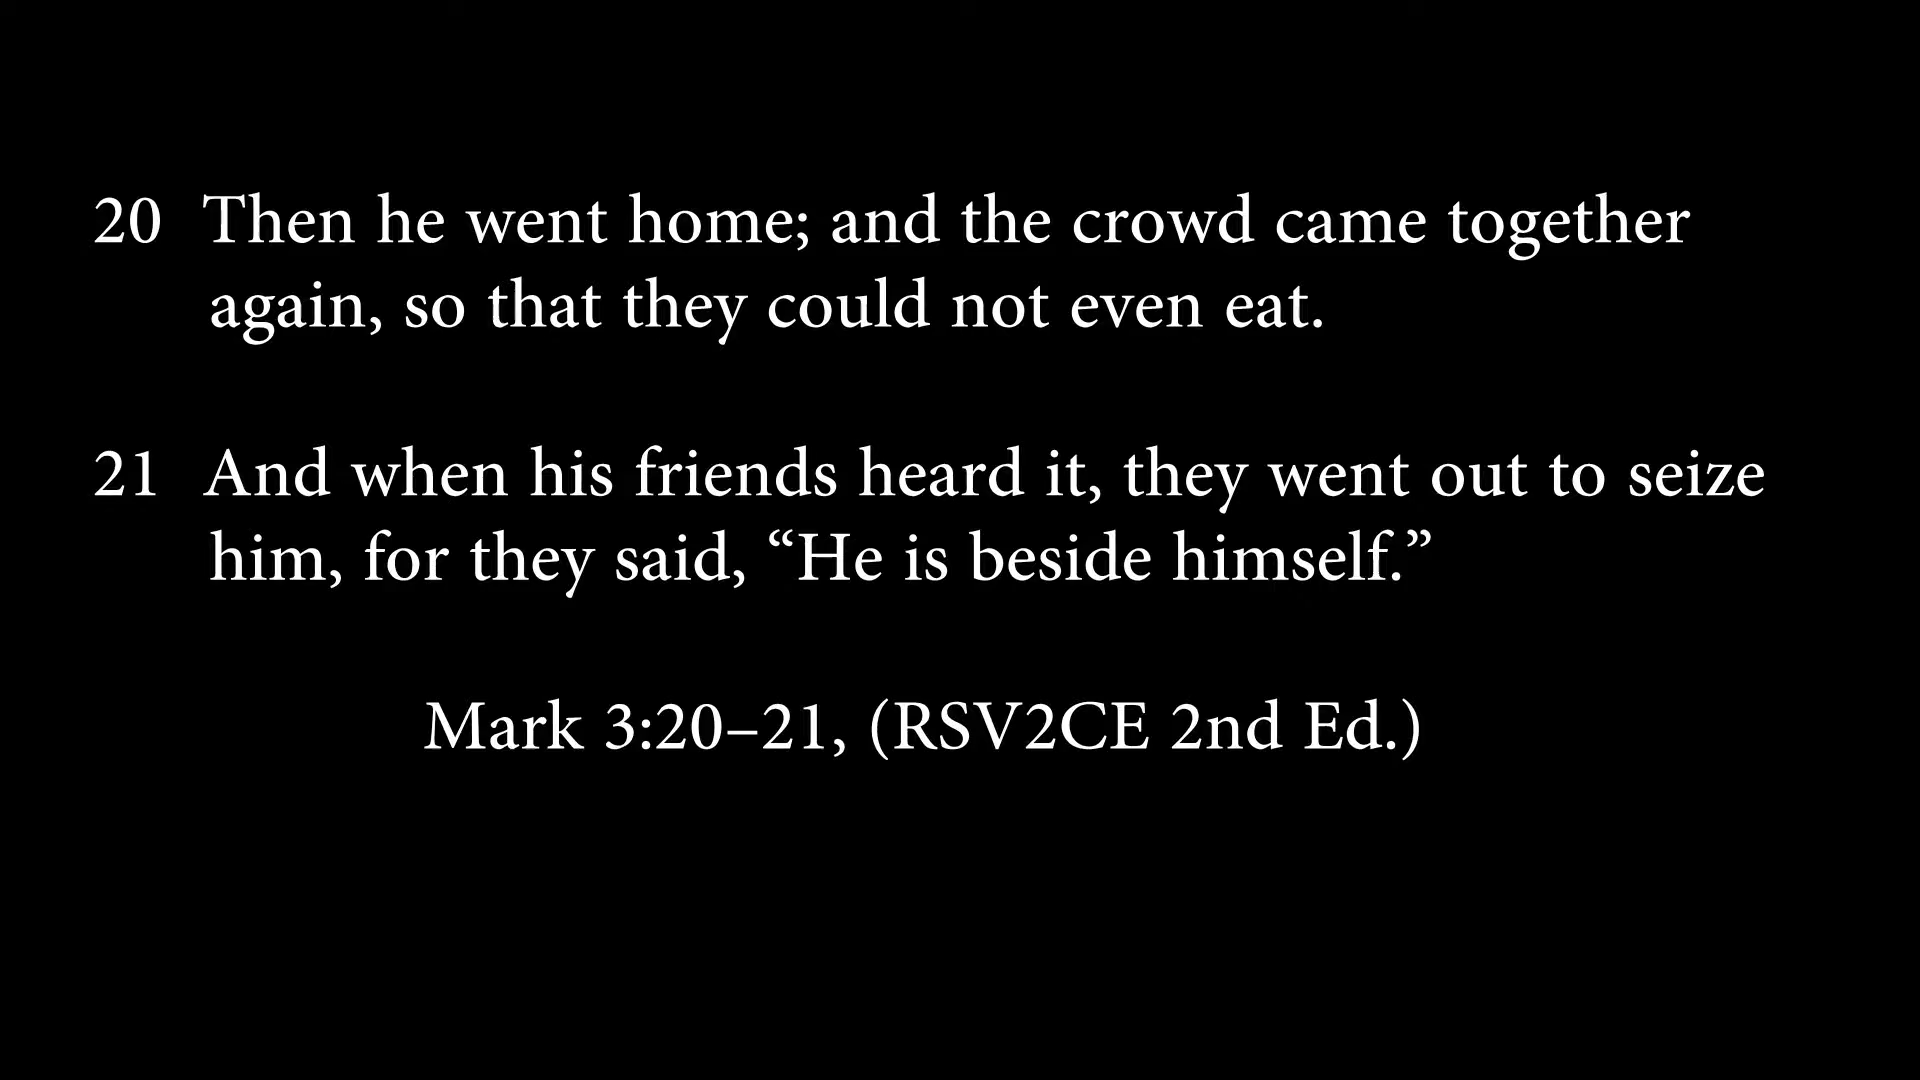 20 Then he went home; and the crowd came together
again, so that they could not even eat.
21 And when his friends heard it, they went out to seize
him, for they said, “He is beside himself.”
Mark 3:20–21, (RSV2CE 2nd Ed.)